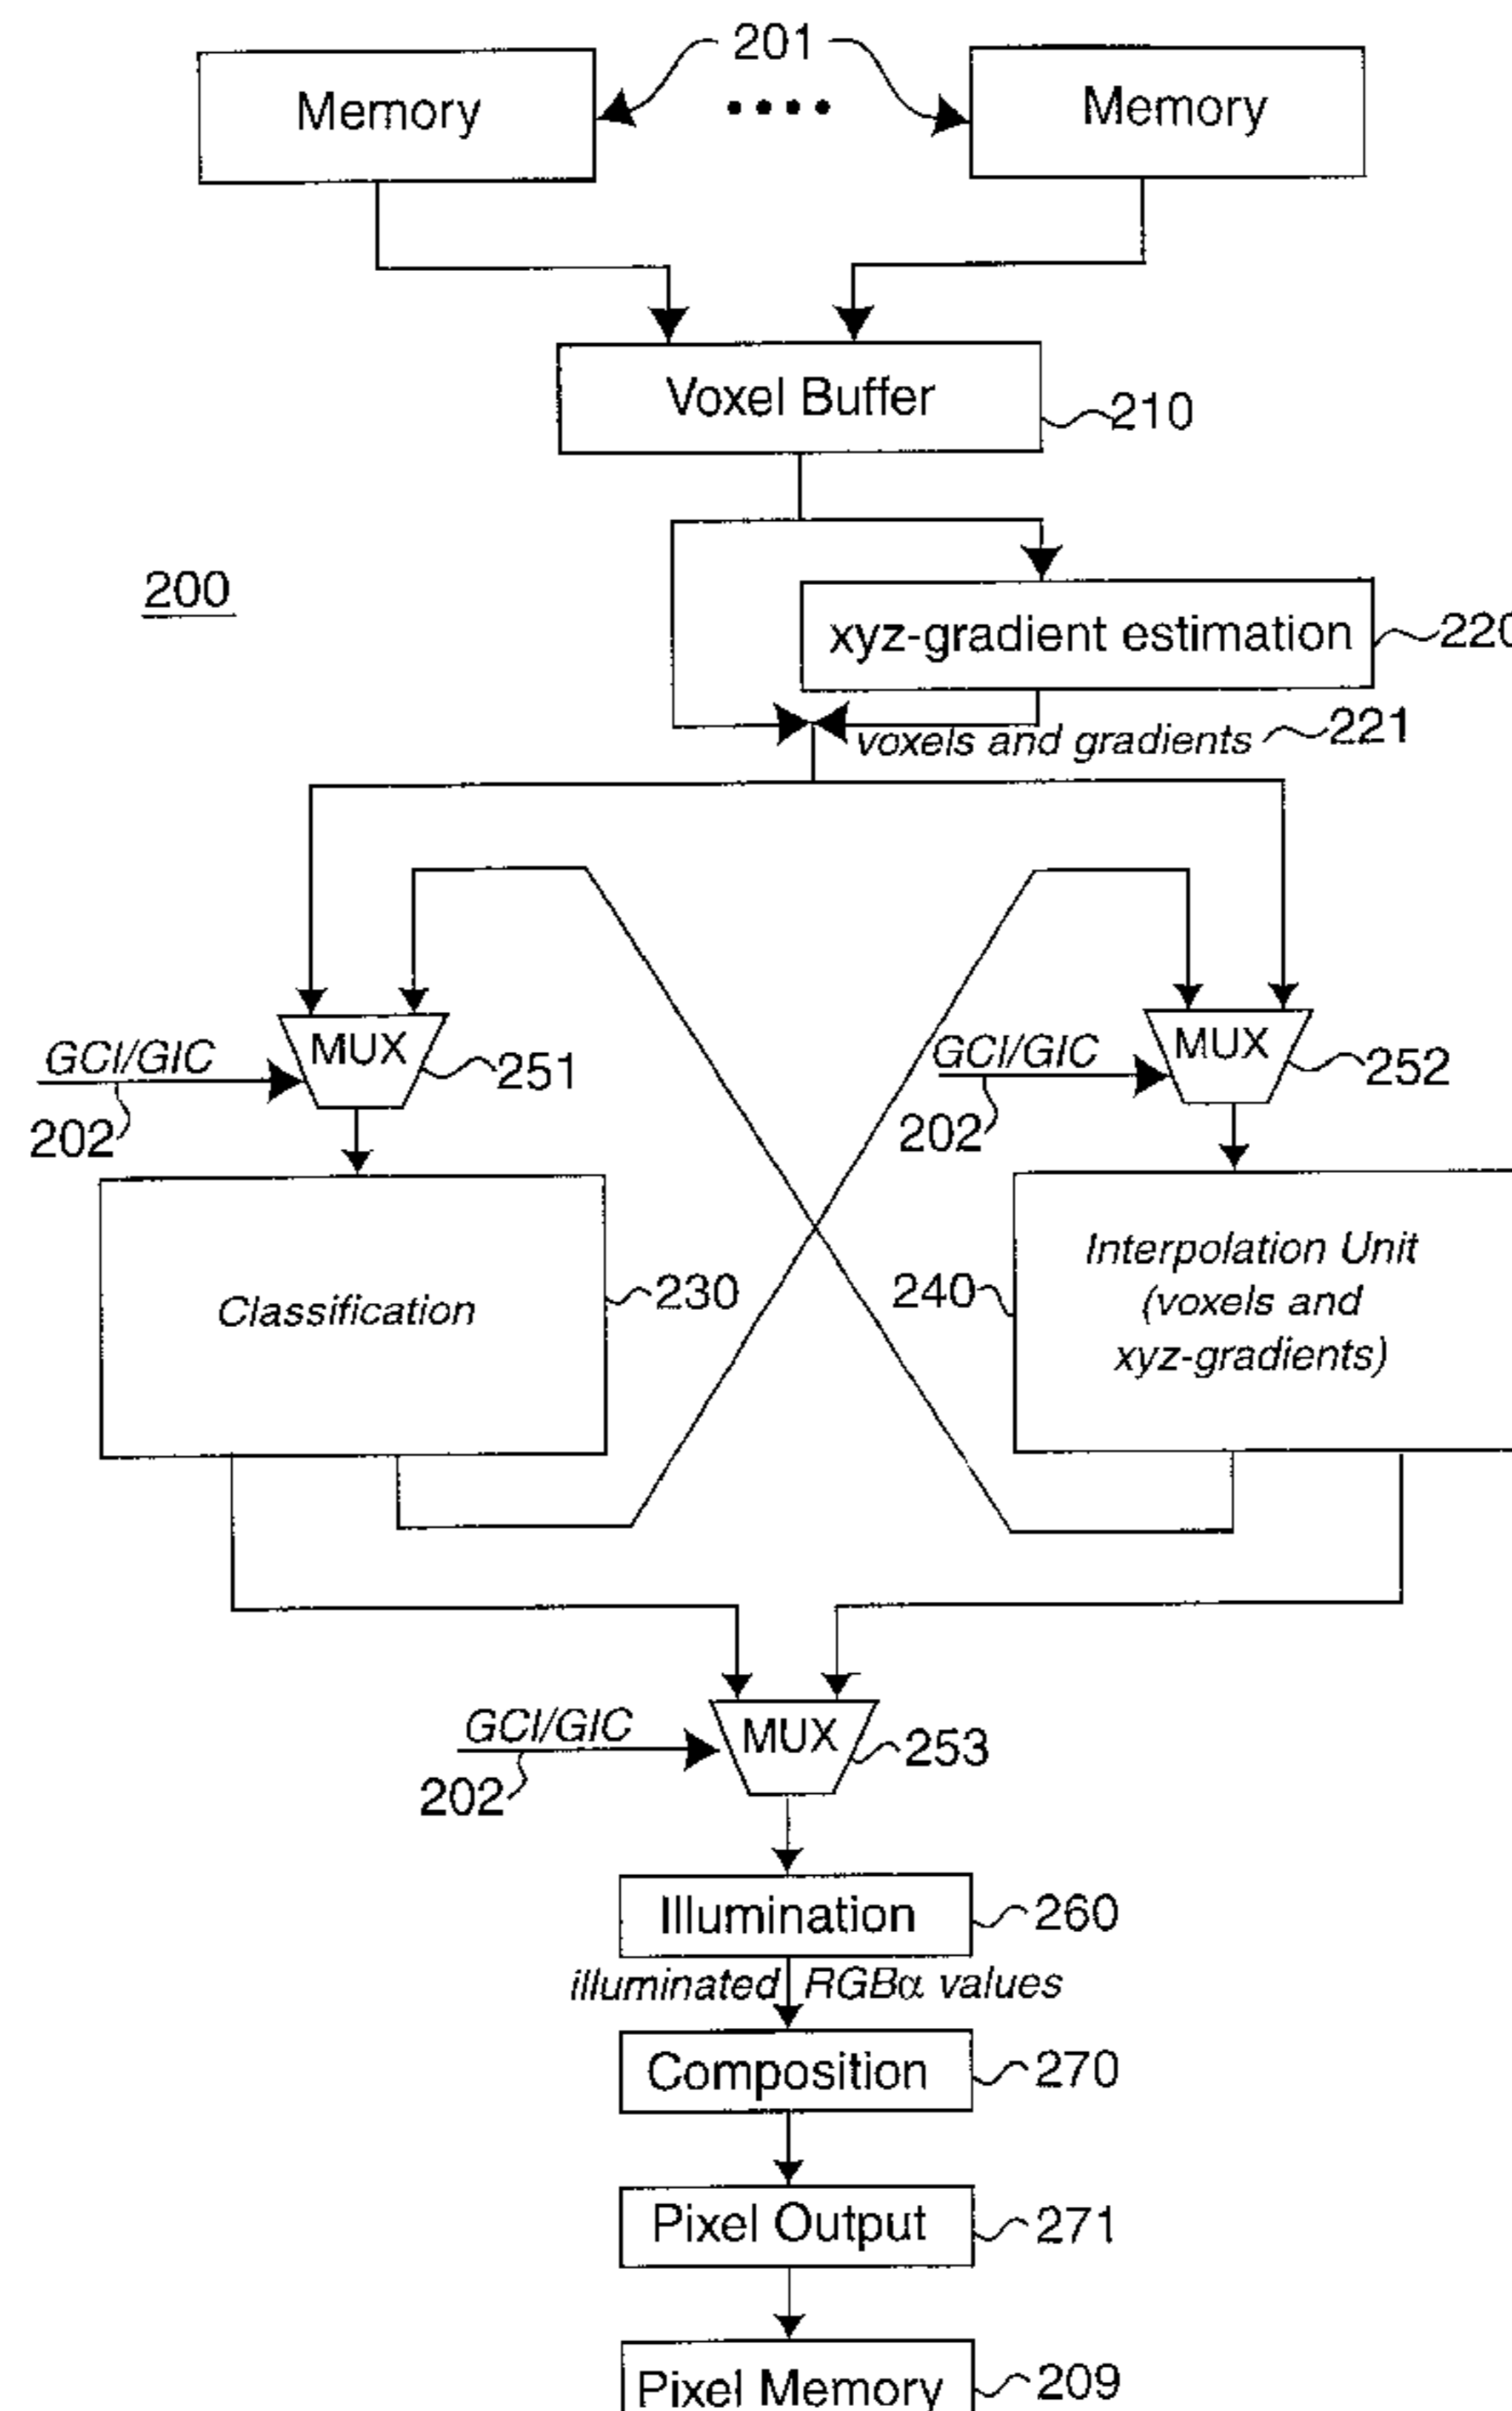 201
Memory
Memory
Voxel Buffer
210
200
xyz-gradient estimation
220
voxels and gradients
221
MUX
GCI/GIC
251
202
MUX
GCI/GIC
252
202
Classification
230
240
Interpolation Unit
(voxels and
xyz-gradients)
MUX
GCI/GIC
253
202
Illumination
260
illuminated RGBα values
Composition
270
Pixel Output
271
Pixel Memory
209